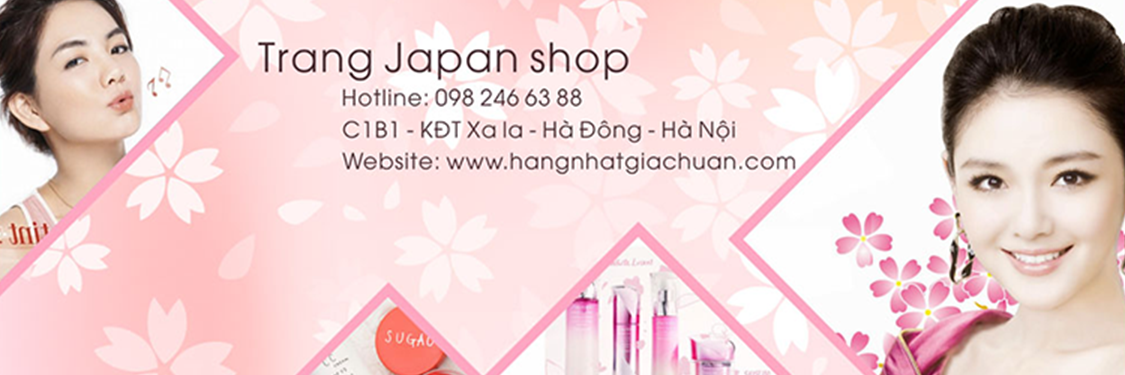 Trang Japan shop
Hotline: 098 246 63 88
C1B1 - KĐT Xa la - Hà Đông - Hà Nội
Website: www.hangnhatgiachuan.com
tint
SUGAO